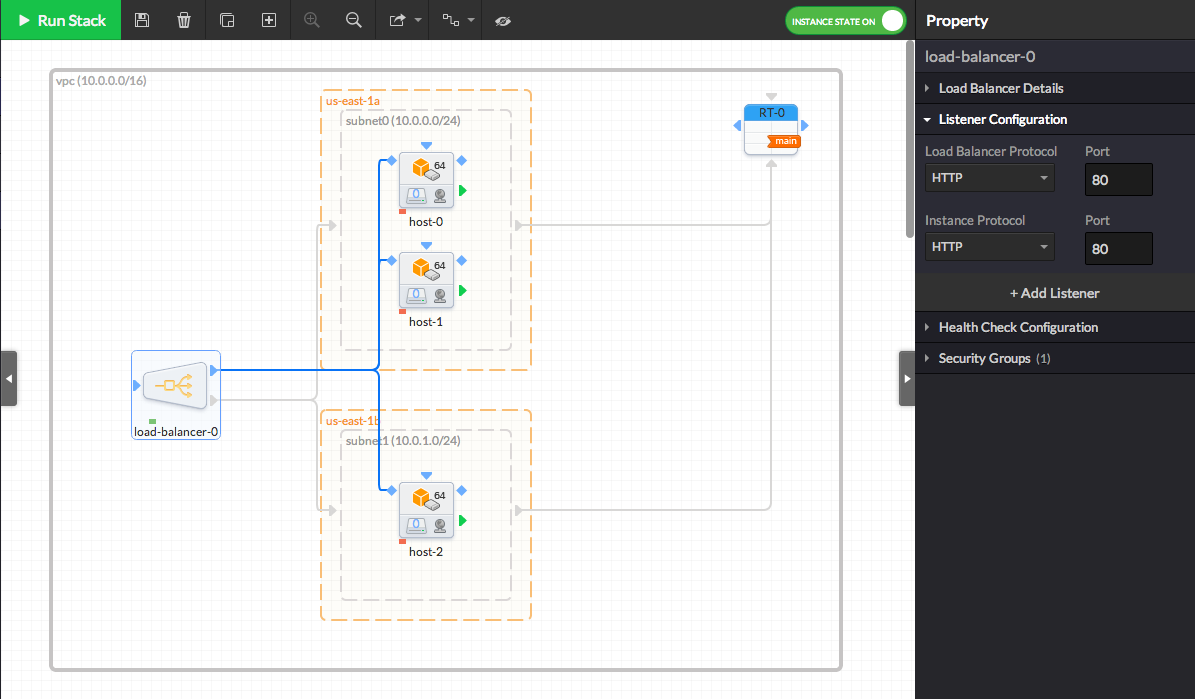 Run Stack
INSTANCE STATE ON
Property
load-balancer-0
Load Balancer Details
Listener Configuration
Load Balancer Protocol Port
HTTP 80
Instance Protocol Port
HTTP 80
+ Add Listener
Health Check Configuration
Security Groups (1)
vpc (10.0.0.0/16)
us-east-1a
subnet0 (10.0.0.0/24)
64
0
host-0
64
0
host-1
RT-0
main
load-balancer-0
us-east-1b
subnet1 (10.0.1.0/24)
64
0
host-2